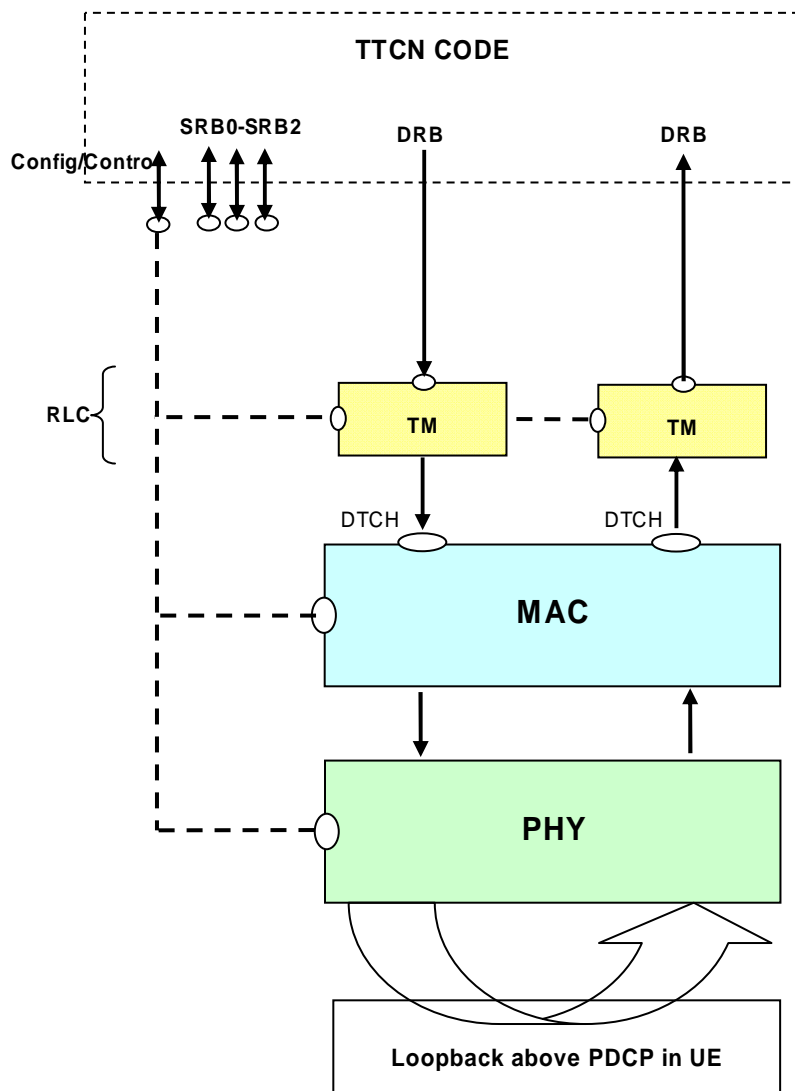 TTCN CODE
SRB0-SRB2
DRB
DRB
Config/Contro
RLC
TM
TM
DTCH
DTCH
MAC
PHY
Loopback above PDCP in UE